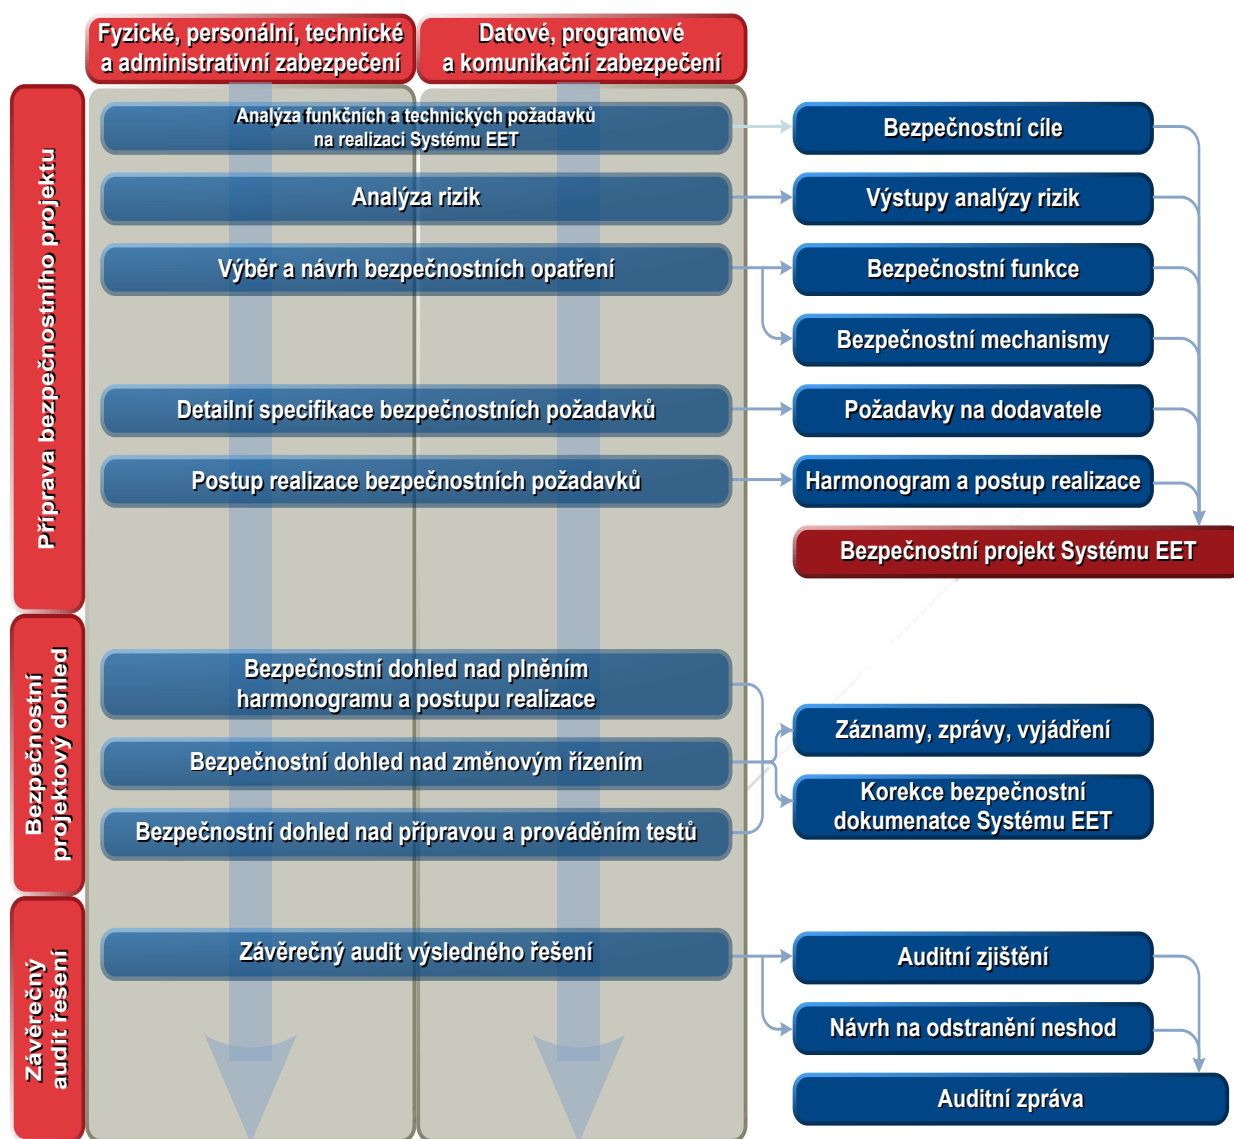 Fyzické, personální, technické
a administrativní zabezpečení
Datové, programové
a komunikační zabezpečení
Příprava bezpečnostního projektu
Analýza funkčních a technických požadavků
na realizaci Systému EET
Bezpečnostní cíle
Analýza rizik
Výstupy analýzy rizik
Výběr a návrh bezpečnostních opatření
Bezpečnostní funkce
Bezpečnostní mechanismy
Detailní specifikace bezpečnostních požadavků
Požadavky na dodavatele
Postup realizace bezpečnostních požadavků
Harmonogram a postup realizace
Bezpečnostní projekt Systému EET
Bezpečnostní
projektový dohled
Bezpečnostní dohled nad plněním
harmonogramu a postupu realizace
Záznamy, zprávy, vyjádření
Bezpečnostní dohled nad změnovým řízením
Korekce bezpečnostní
dokumenatce Systému EET
Bezpečnostní dohled nad přípravou a prováděním testů
Závěrečný
audit řešení
Závěrečný audit výsledného řešení
Auditní zjištění
Návrh na odstranění neshod
Auditní zpráva